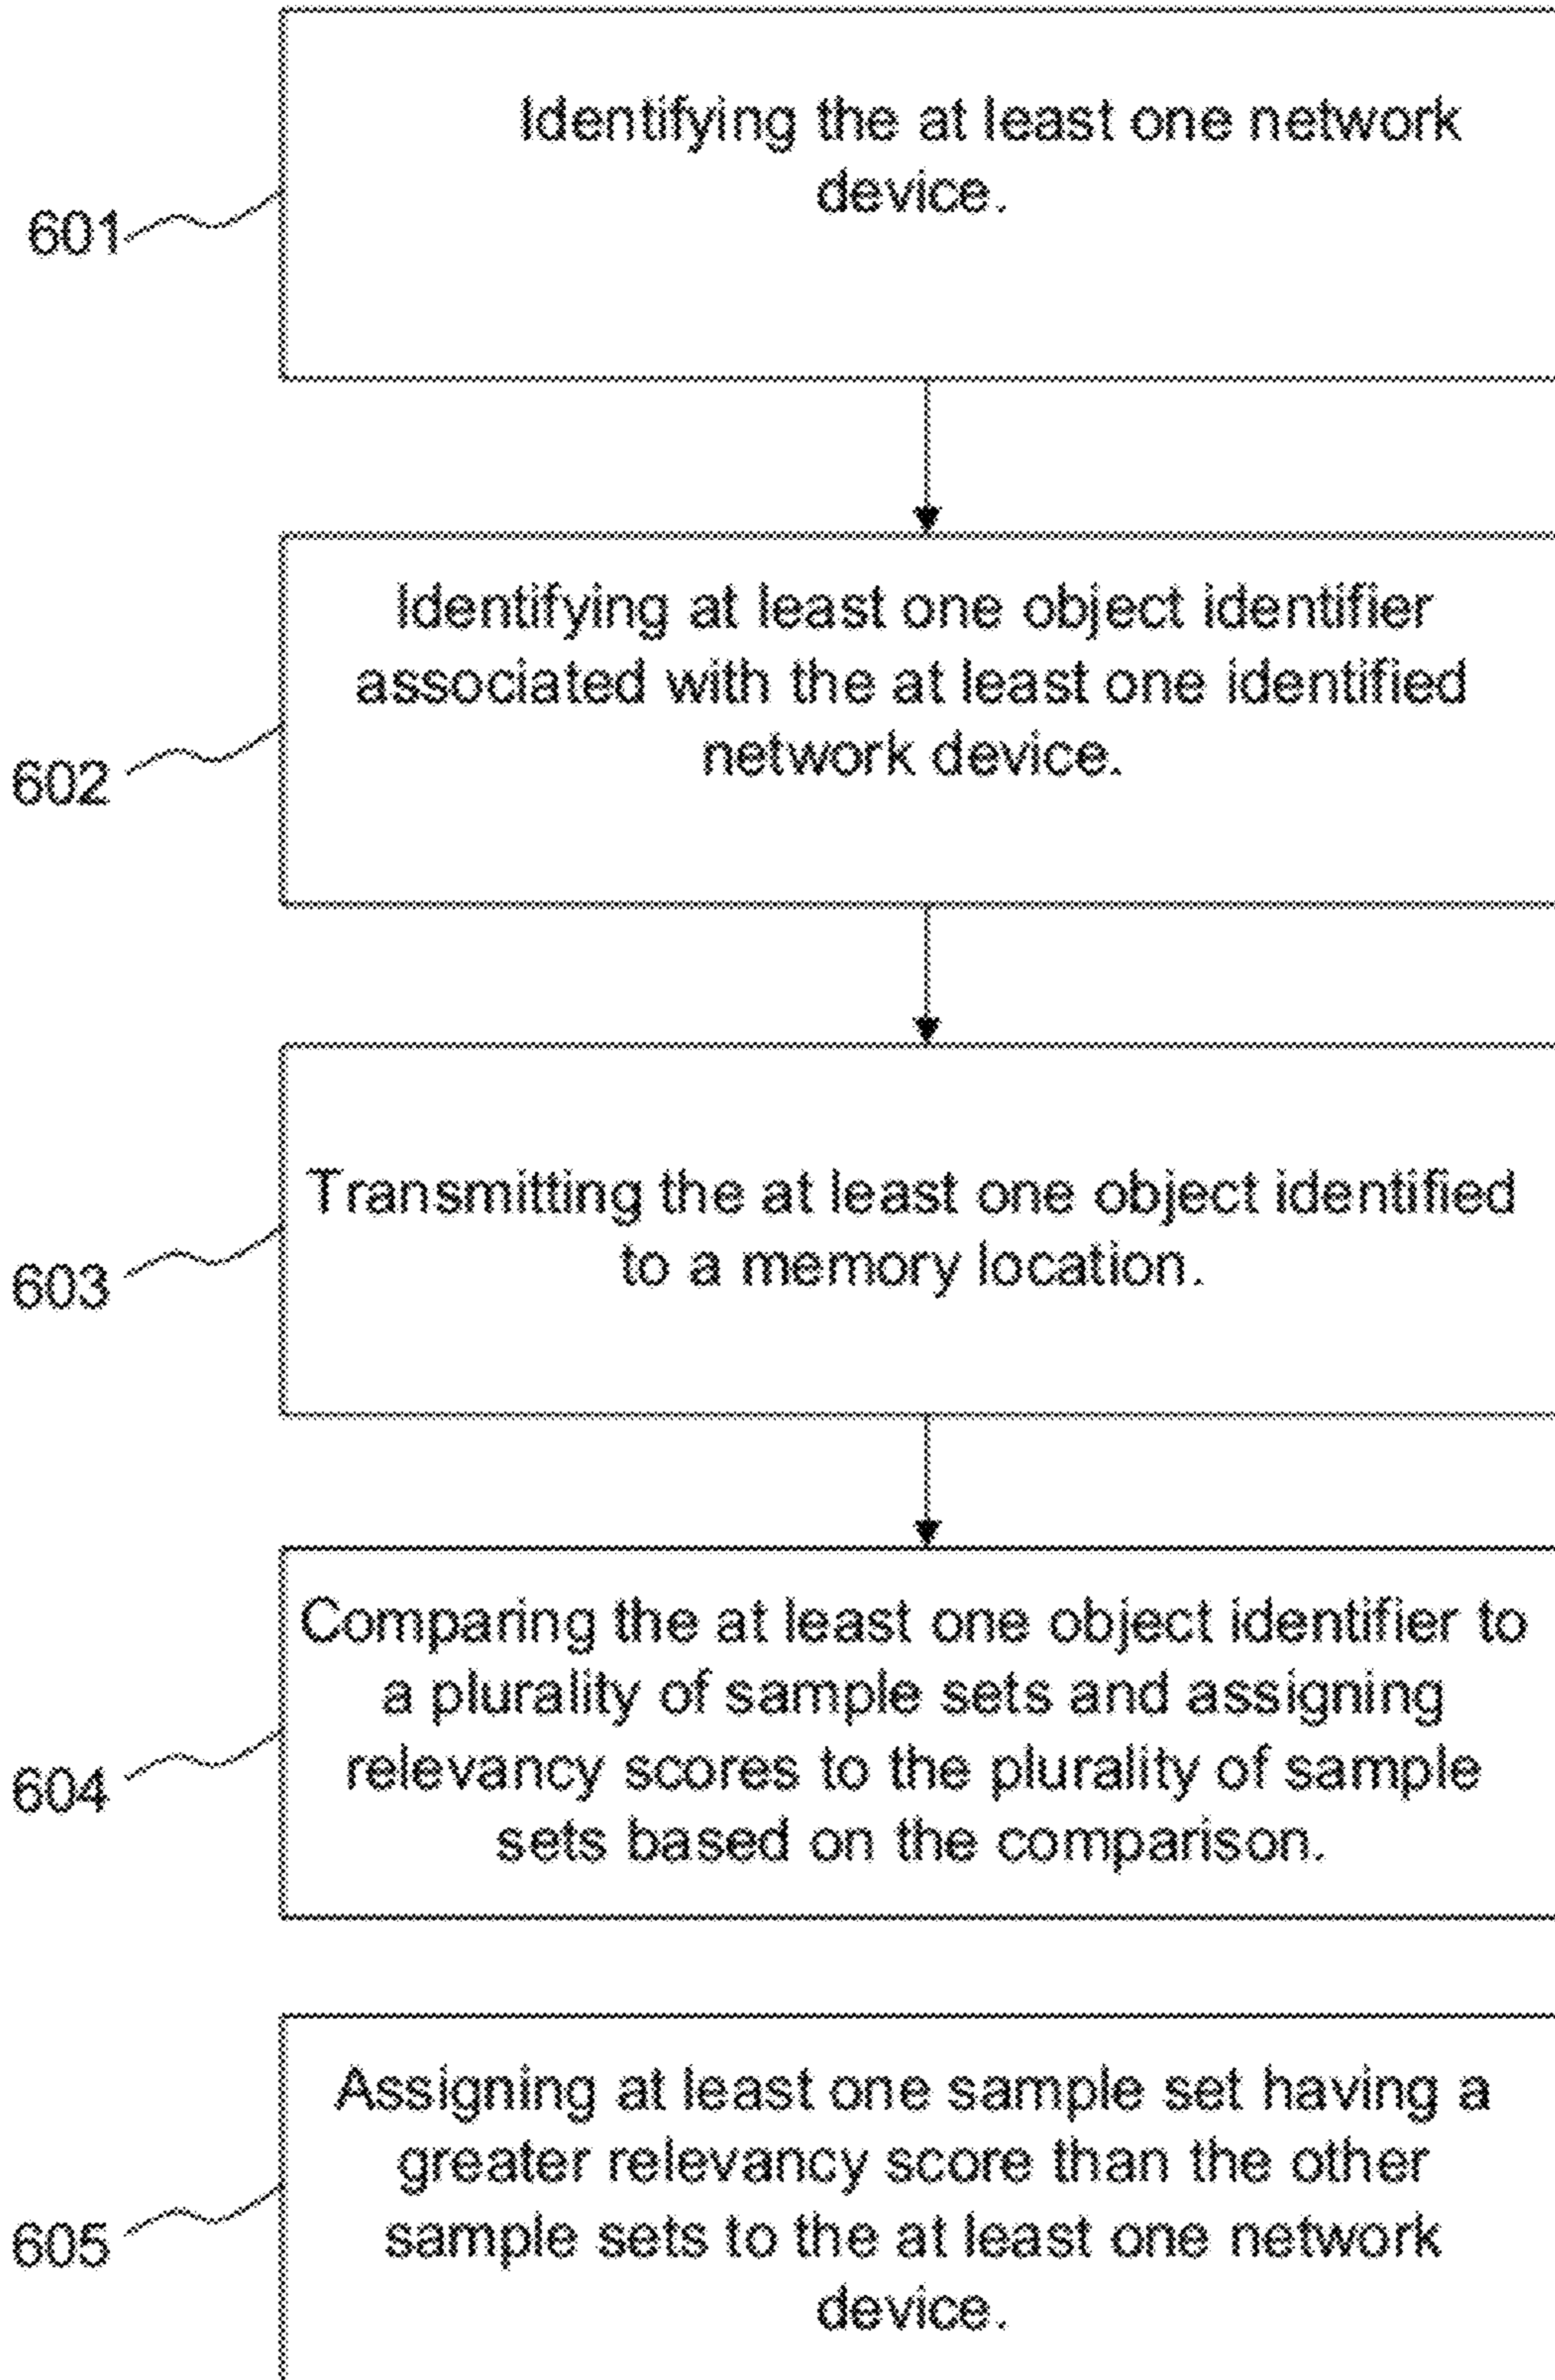 Identifying the at least one network
device.
601
Identifying at least one object identifier
associated with the at least one identified
network device.
602
Transmitting the at least one object identified
to a memory location.
603
Comparing the at least one object identifier to
a plurality of sample sets and assigning
relevancy scores to the plurality of sample
sets based on the comparison.
604
Assigning at least one sample set having a
greater relevancy score than the other
sample sets to the at least one network
device.
605